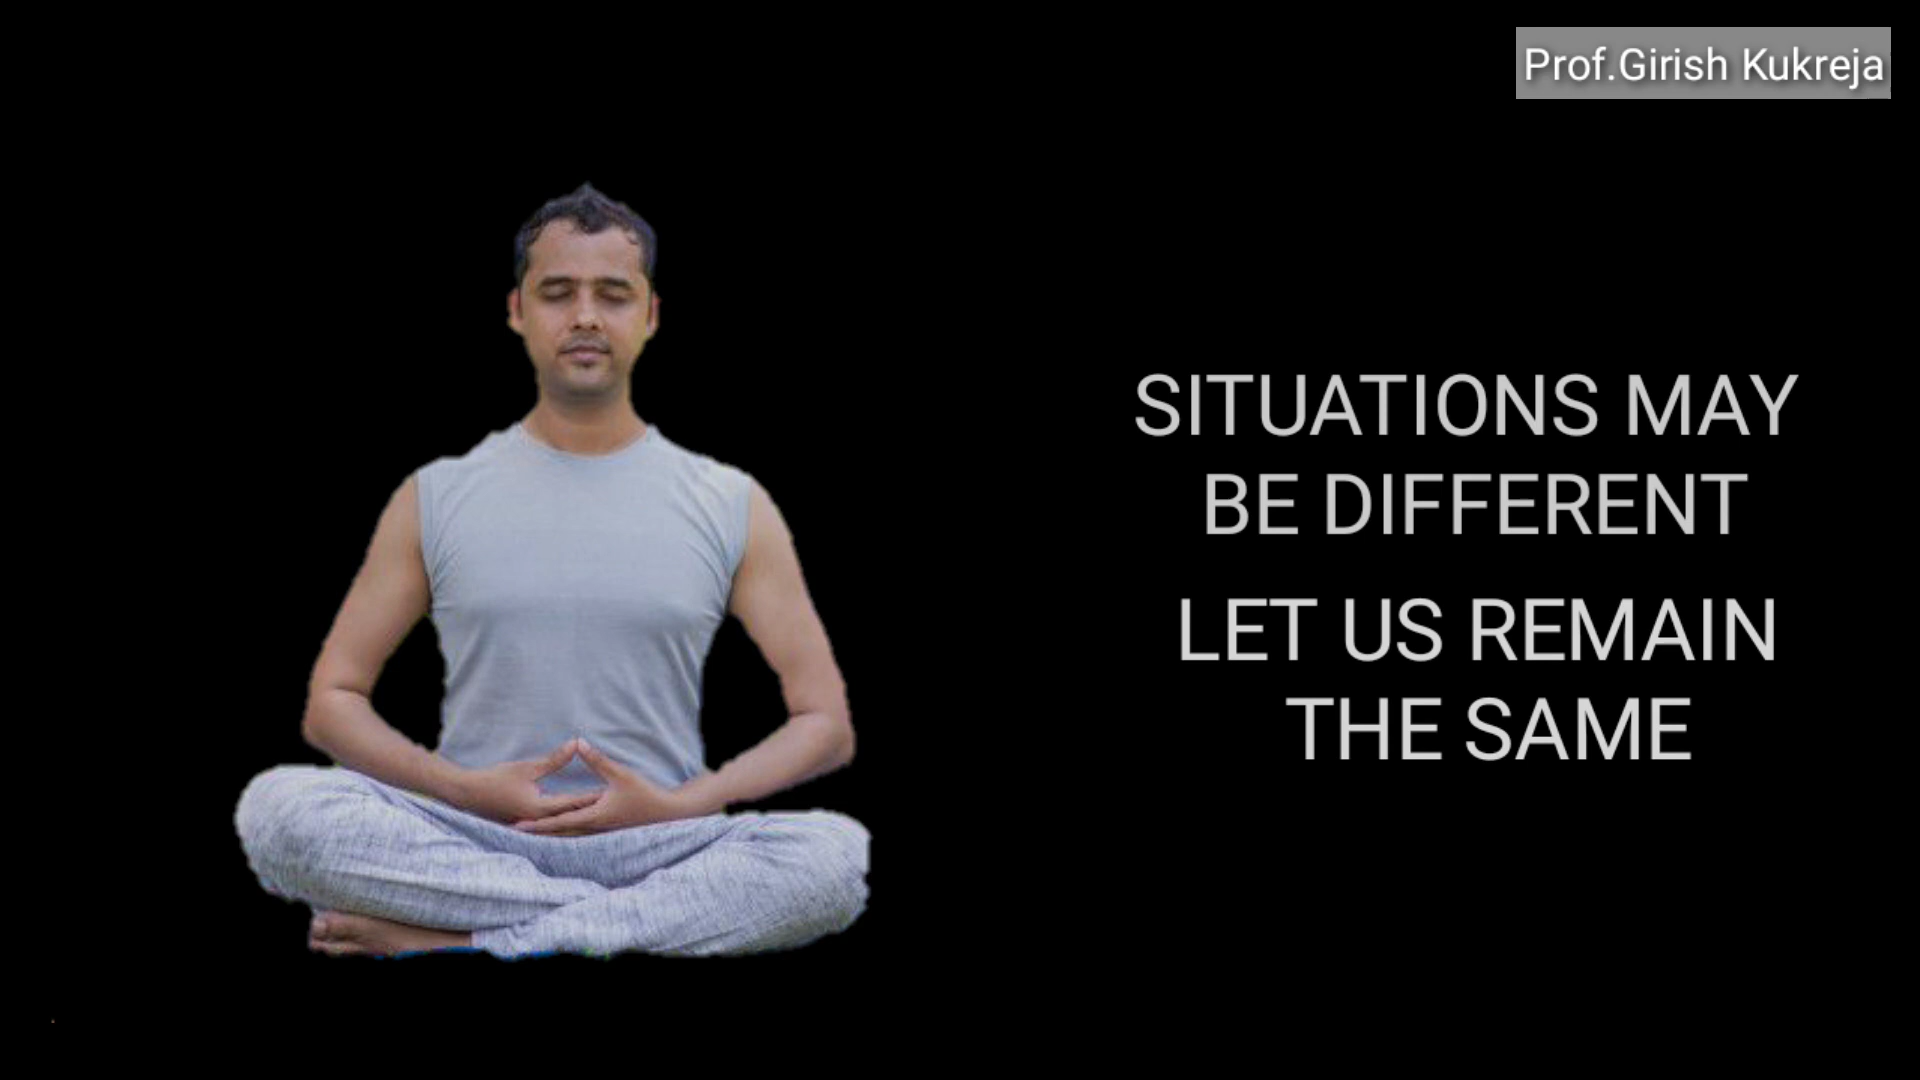 Prof.Girish Kukreja
SITUATIONS MAY
BE DIFFERENT
LET US REMAIN
THE SAME